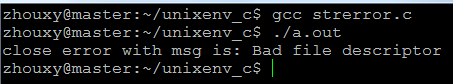 zhouxy@master:~/unixenv_c$ gcc strerror.c
zhouxy@master:~/unixenv_c$ ./a.out
close error with msg is: Bad file descriptor
zhouxy@master:~/unixenv_c$